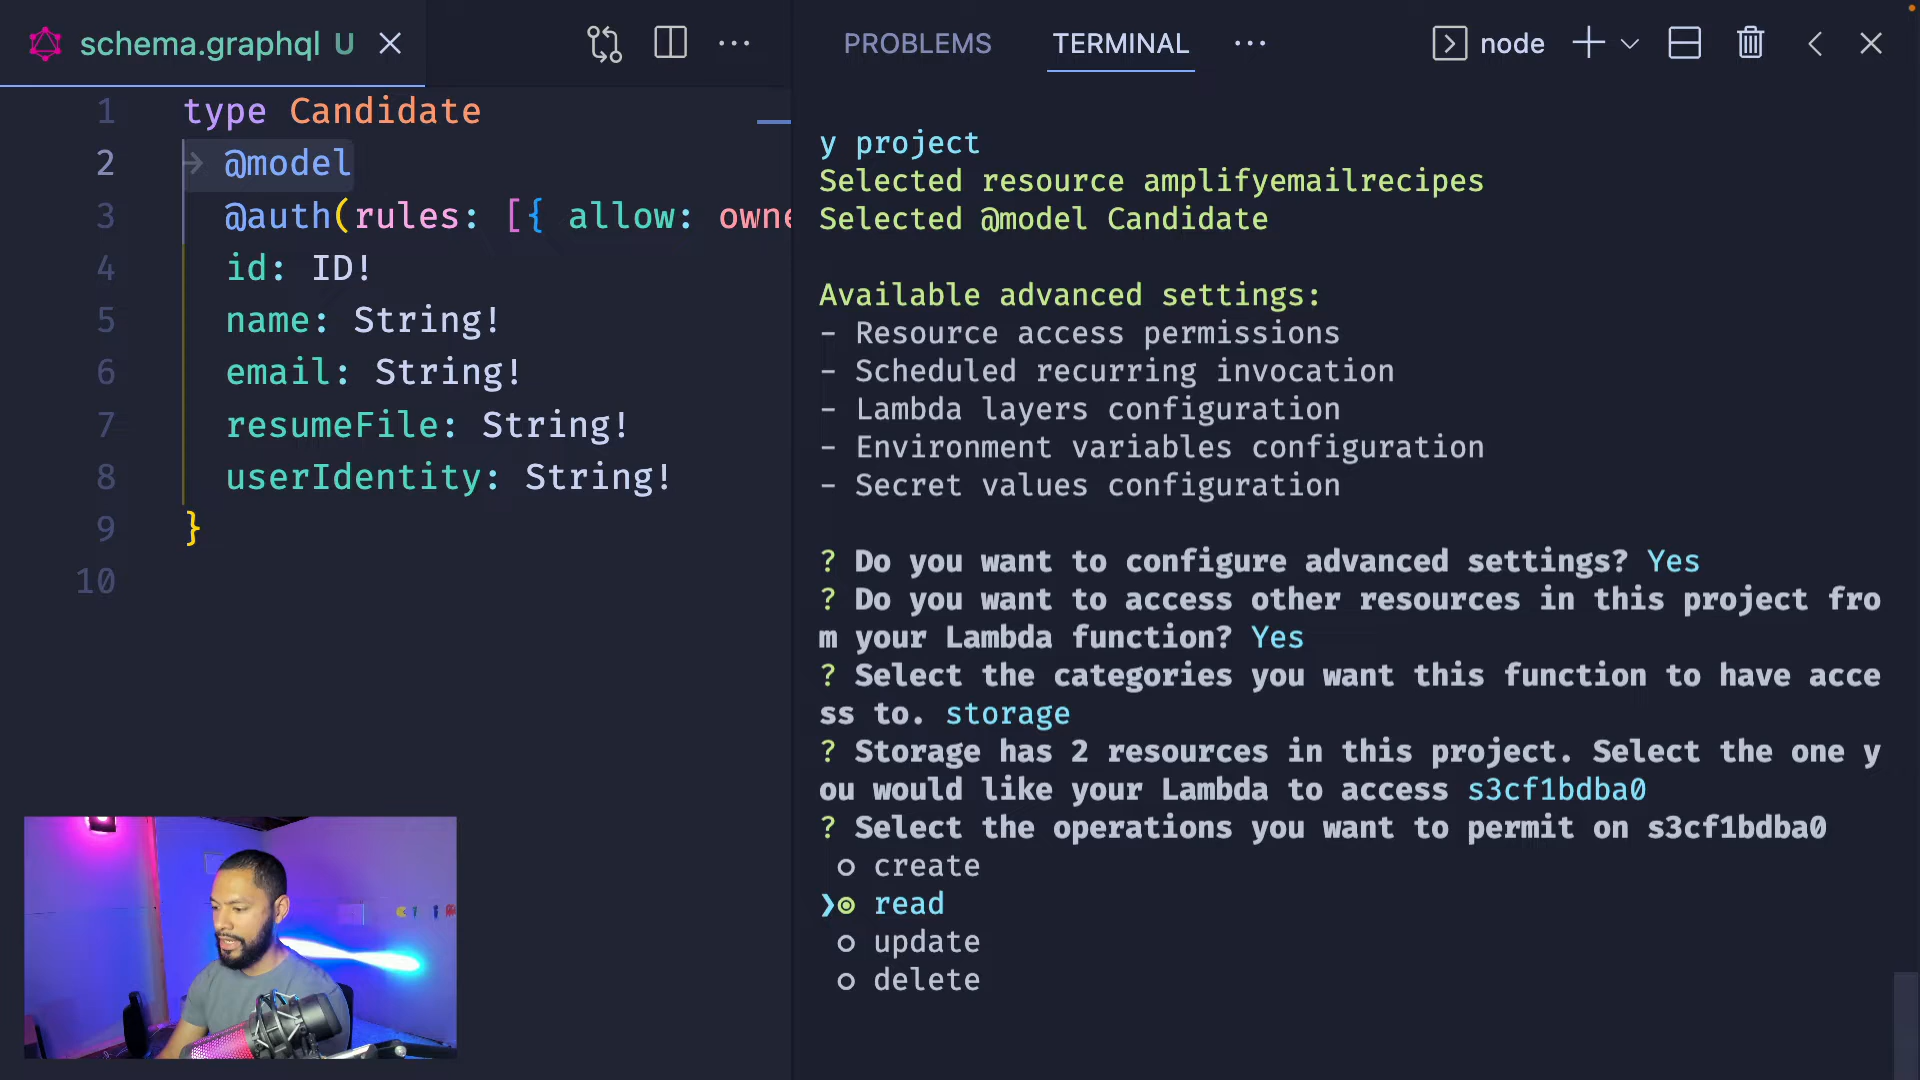 schema.graphql U
PROBLEMS
TERMINAL
node
1 type Candidate
2 @model
3 @auth(rules: [{ allow: owne
4 id: ID!
5 name: String!
6 email: String!
7 resumeFile: String!
8 userIdentity: String!
9 }
10
y project
Selected resource amplifyemailrecipes
Selected @model Candidate
Available advanced settings:
- Resource access permissions
- Scheduled recurring invocation
- Lambda layers configuration
- Environment variables configuration
- Secret values configuration
? Do you want to configure advanced settings? Yes
? Do you want to access other resources in this project fro
m your Lambda function? Yes
? Select the categories you want this function to have acce
ss to. storage
? Storage has 2 resources in this project. Select the one y
ou would like your Lambda to access s3cf1bdba0
? Select the operations you want to permit on s3cf1bdba0
○ create
❯◉ read
○ update
○ delete